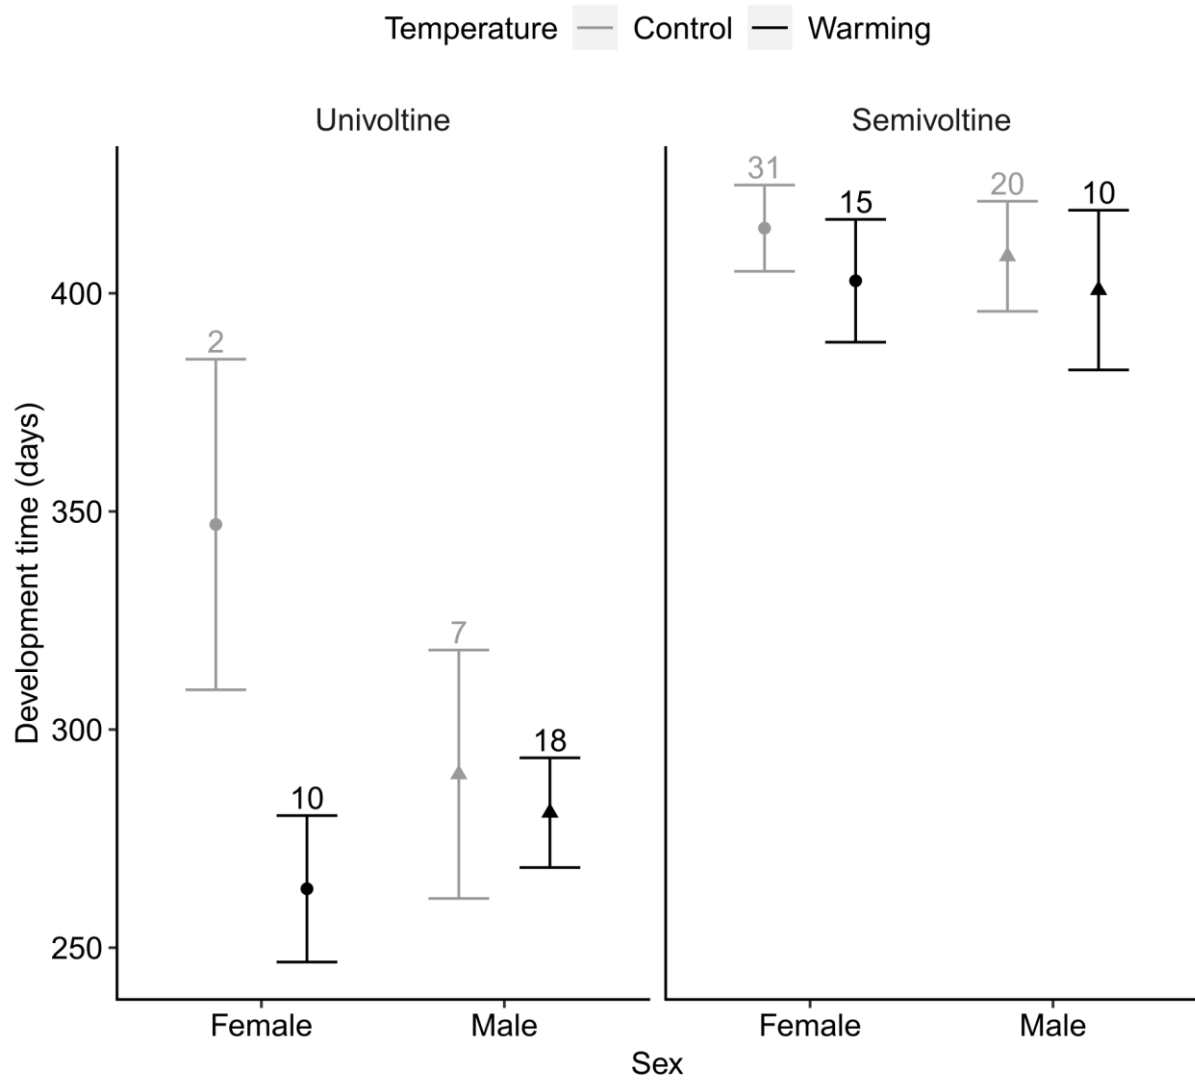 Temperature Control Warming
Univoltine Semivoltine
31
20
15
10
400
2
350
Development time (days)
7
300
18
10
250
Female Male Female Male
Sex